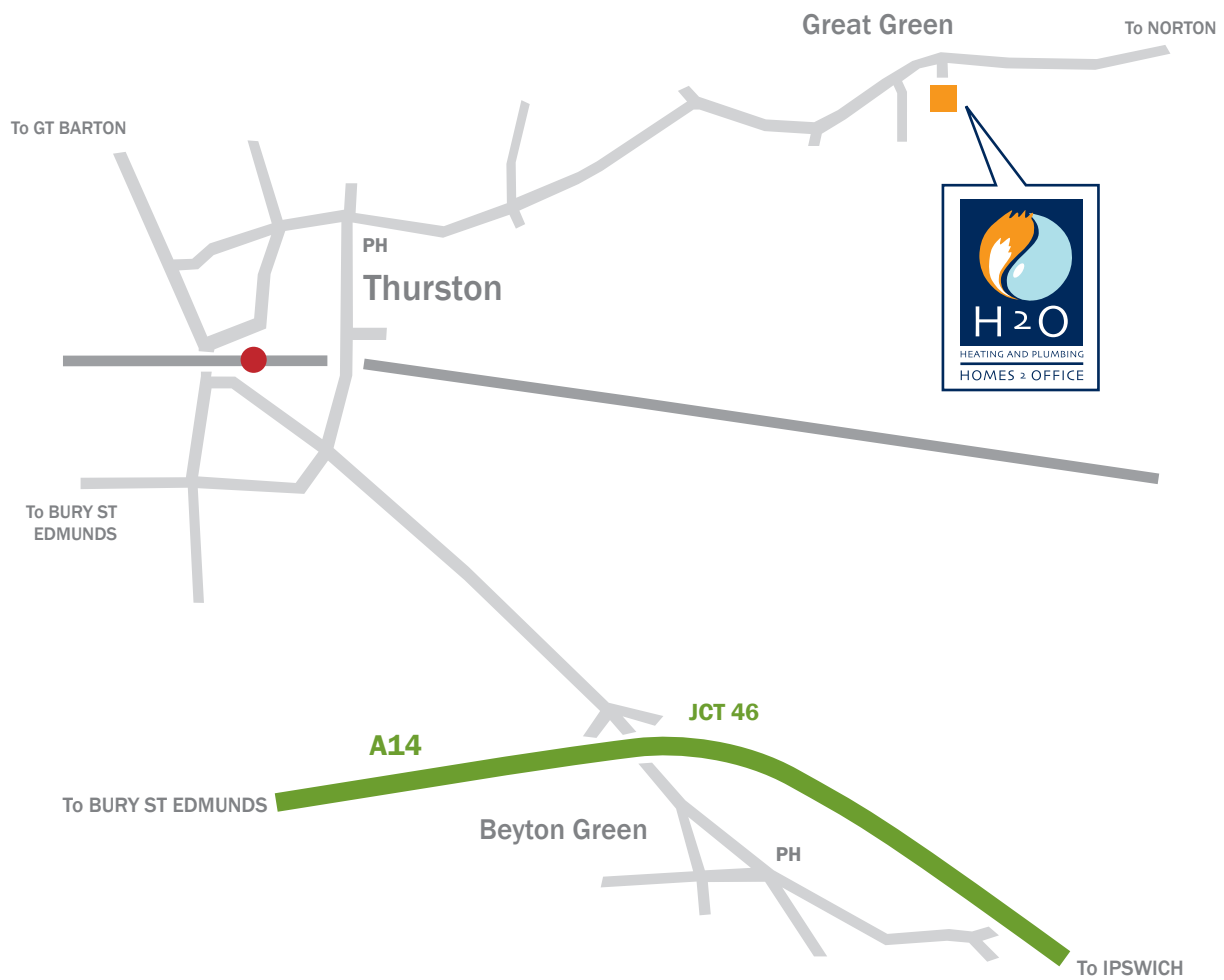 Great Green
To NORTON
To GT BARTON
PH
Thurston
H2O
HEATING AND PLUMBING
HOMES 2 OFFICE
To BURY ST
EDMUNDS
JCT 46
A14
To BURY ST EDMUNDS
Beyton Green
PH
To IPSWICH